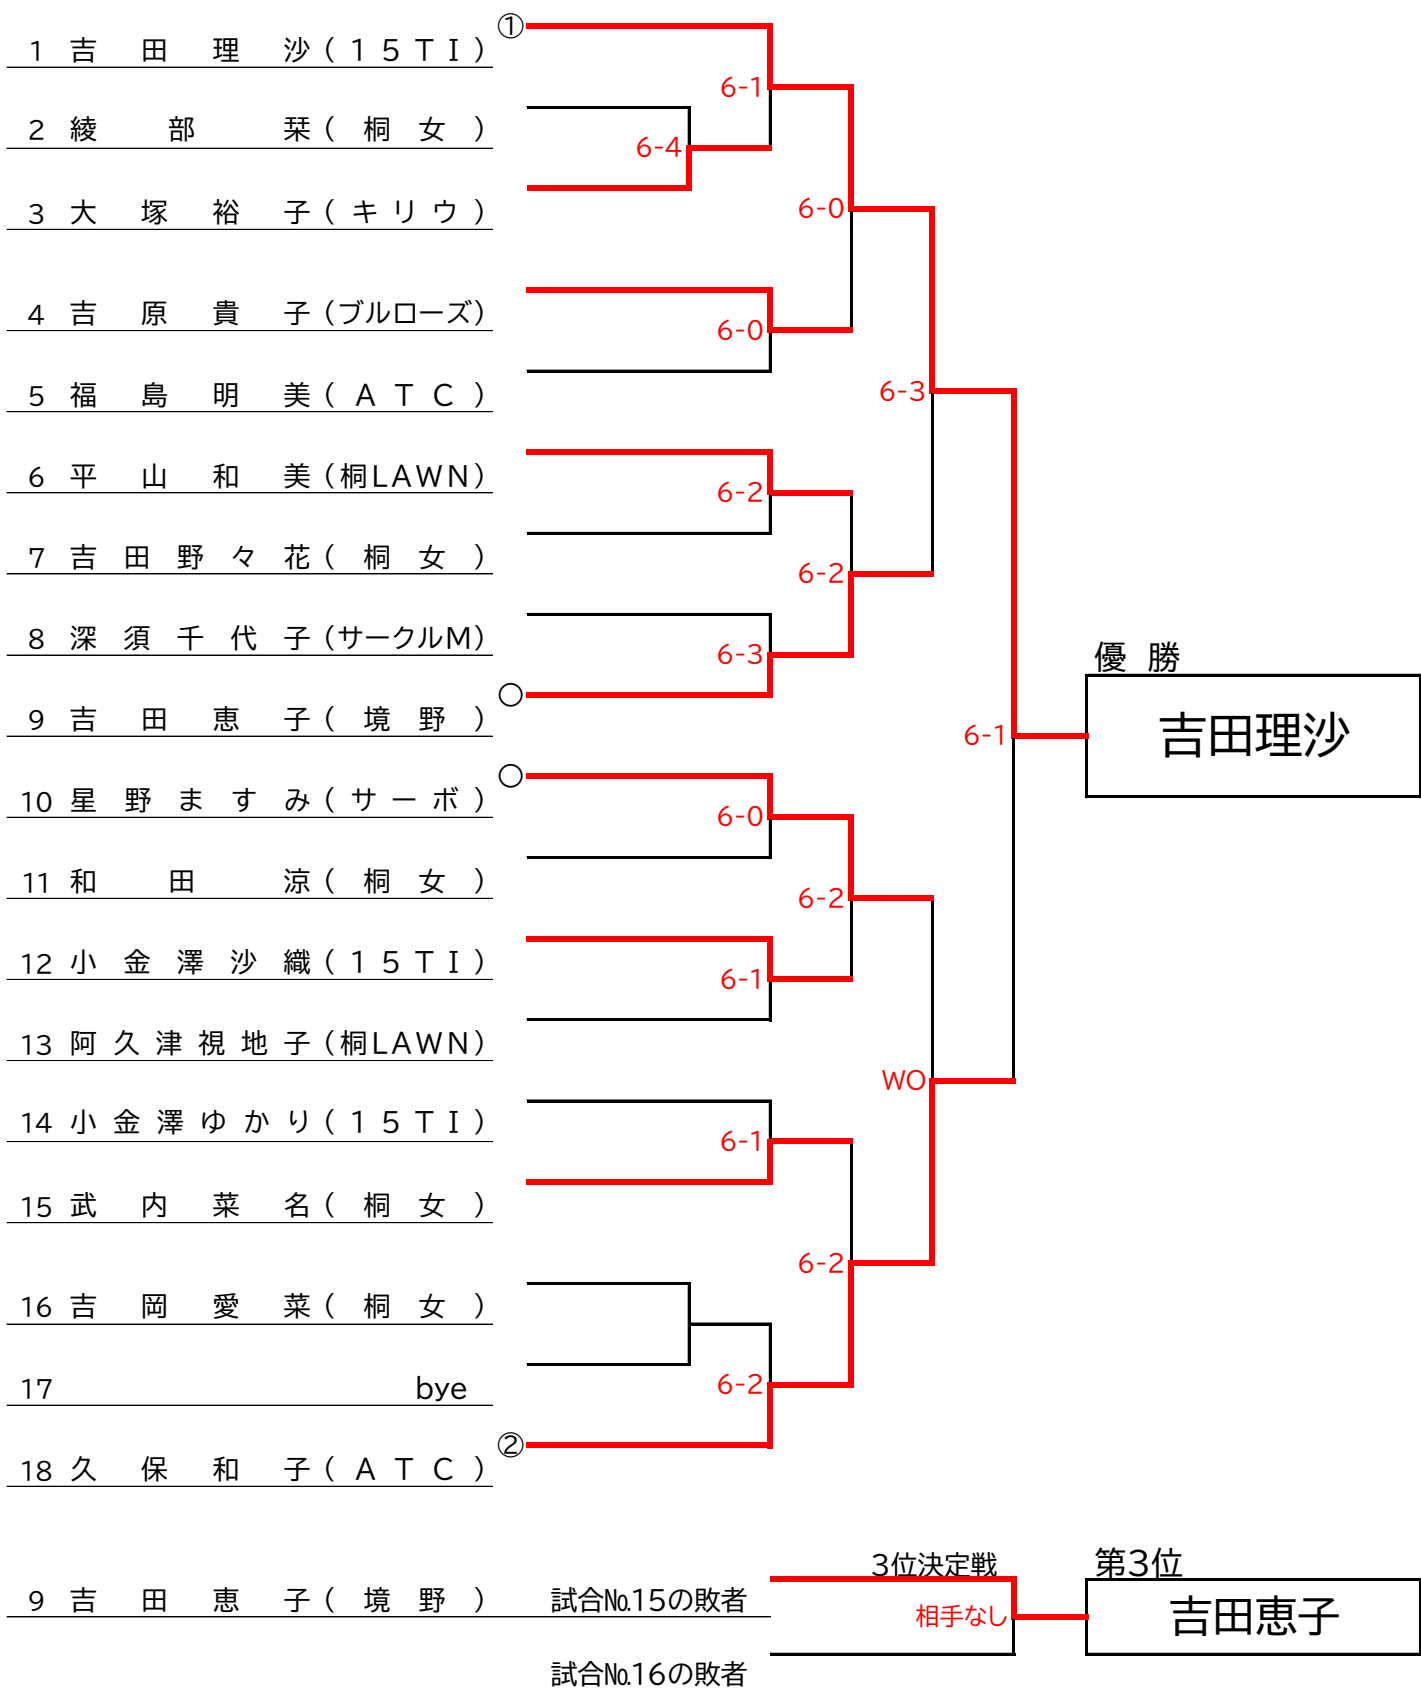 1 吉田理沙(15TI) ①
6-1
2 綾部栞(桐女)
6-4
3 大塚裕子(キリウ)
6-0
4 吉原貴子(ブルローズ)
6-0
5 福島明美(ATC)
6-3
6 平山和美(桐LAWN)
6-2
7 吉田野々花(桐女)
6-2
8 深須千代子(サークルM)
6-3
9 吉田恵子(境野) ○
優勝
吉田理沙
6-1
10 星野ますみ(サーボ) ○
6-0
11 和田涼(桐女)
6-2
12 小金澤沙織(15TI)
6-1
13 阿久津視地子(桐LAWN)
WO
14 小金澤ゆかり(15TI)
6-1
15 武内菜名(桐女)
6-2
16 吉岡愛菜(桐女)
17 bye
6-2
18 久保和子(ATC) ②
3位決定戦 第3位
9 吉田恵子(境野) 試合№15の敗者
相手なし 吉田恵子
試合№16の敗者